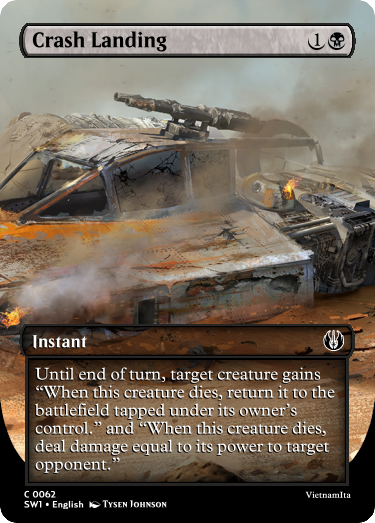 Crash Landing 1
Instant
Until end of turn, target creature gains
“When this creature dies, return it to the
battlefield tapped under its owner’s
control.” and “When this creature dies,
deal damage equal to its power to target
opponent.”
C 0062
SW1 • English Tysen Johnson
VietnamIta